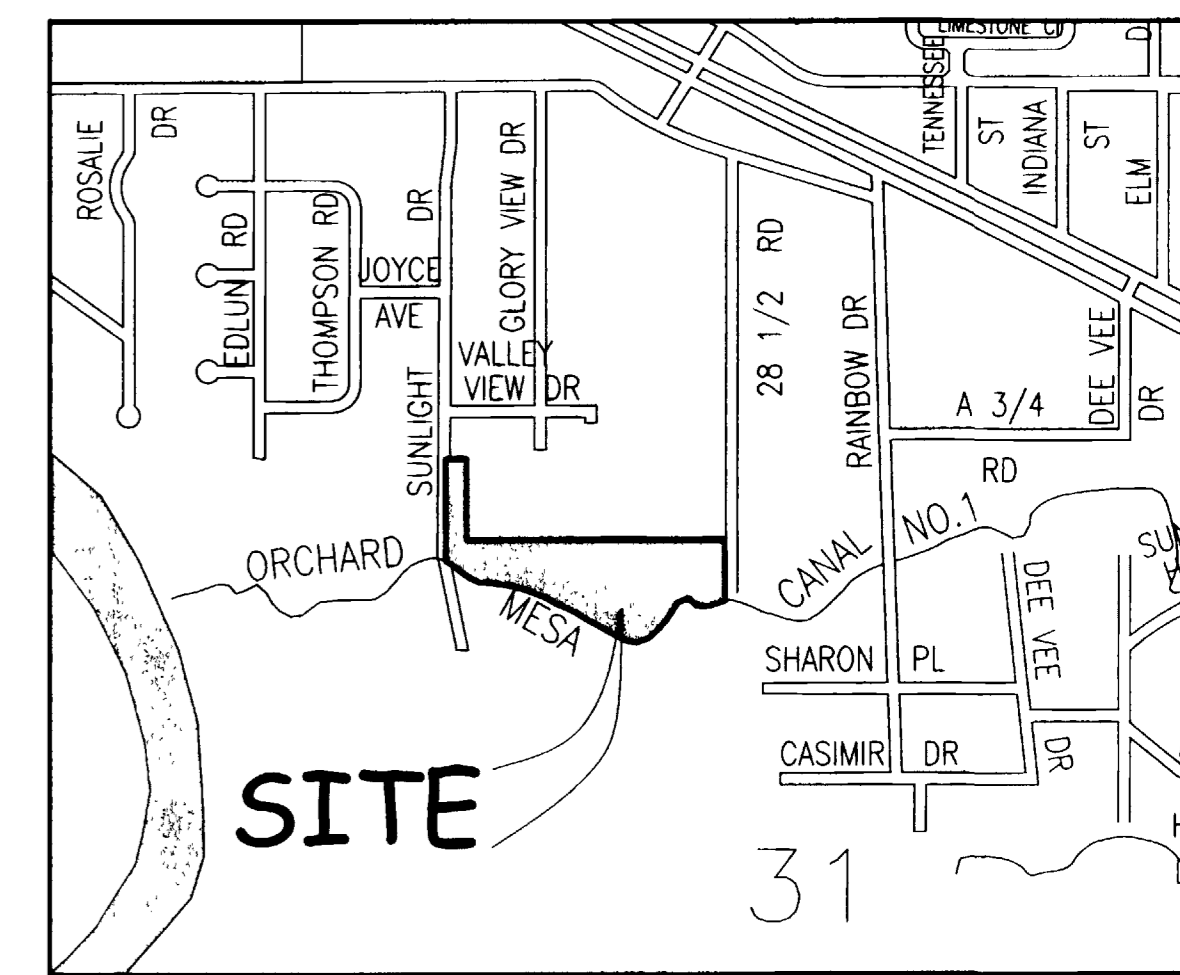 LIMESTONE
TENNESSEE
ST
INDIANA
ST
ELM
D
ROSALIE
DR
EDLUN RD
THOMPSON RD
JOYCE
AVE
DR
SUNLIGHT
GLORY VIEW DR
VALLEY
VIEW DR
28 1/2 RD
RAINBOW DR
A 3/4
RD
DEE VEE
DR
ORCHARD
MESA
CANAL NO.1
DEE VEE
DR
SHARON PL
CASIMIR DR
SITE
31